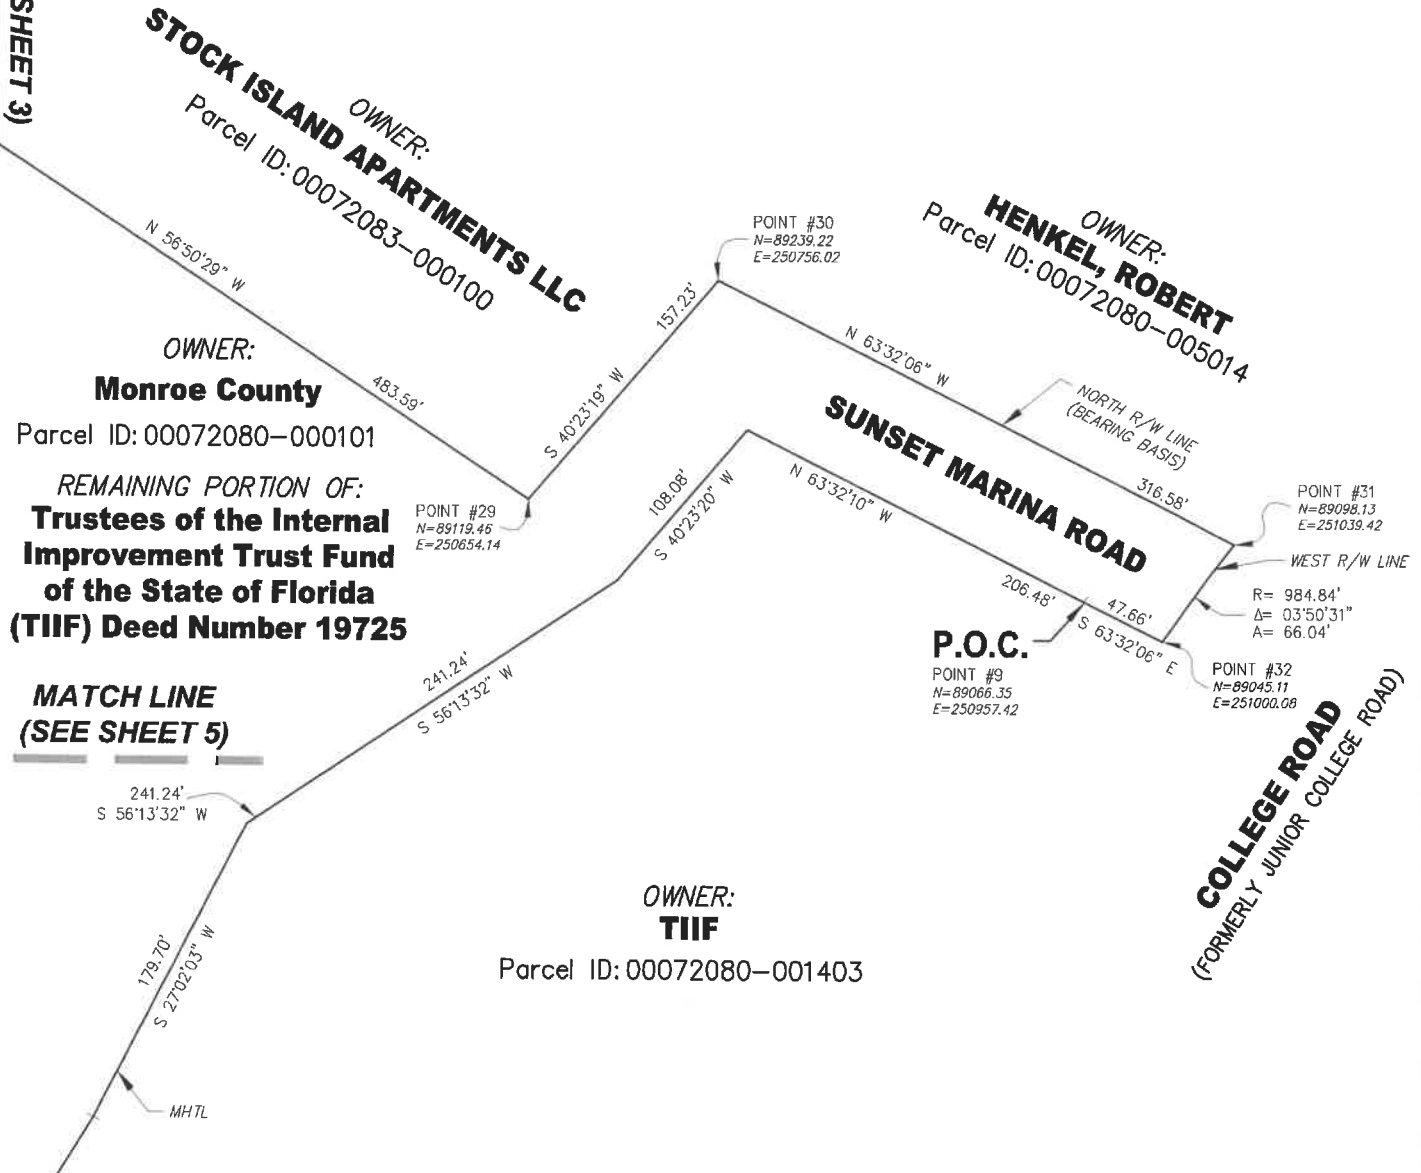 SHEET 3)
OWNER:
STOCK ISLAND APARTMENTS LLC
Parcel ID: 00072083-000100
N 56°50'29" W
483.59'
OWNER:
Monroe County
Parcel ID: 00072080-000101
REMAINING PORTION OF:
Trustees of the Internal
Improvement Trust Fund
of the State of Florida
(TIIF) Deed Number 19725
MATCH LINE
(SEE SHEET 5)
POINT #29
N=89119.46
E=250654.14
157.23'
S 40°23'19" W
POINT #30
N=89239.22
E=250756.02
OWNER:
HENKEL, ROBERT
Parcel ID: 00072080-005014
N 63°32'06" W
316.58'
NORTH R/W LINE
(BEARING BASIS)
SUNSET MARINA ROAD
POINT #31
N=89098.13
E=251039.42
WEST R/W LINE
R= 984.84'
Δ= 03°50'31"
A= 66.04'
108.08'
S 40°23'20" W
N 63°32'10" W
206.48'
47.66'
S 63°32'06" E
P.O.C.
POINT #9
N=89066.35
E=250957.42
POINT #32
N=89045.11
E=251000.08
COLLEGE ROAD
(FORMERLY JUNIOR COLLEGE ROAD)
241.24'
S 56°13'32" W
241.24'
S 56°13'32" W
179.70'
S 27°02'03" W
MHTL
OWNER:
TIIF
Parcel ID: 00072080-001403